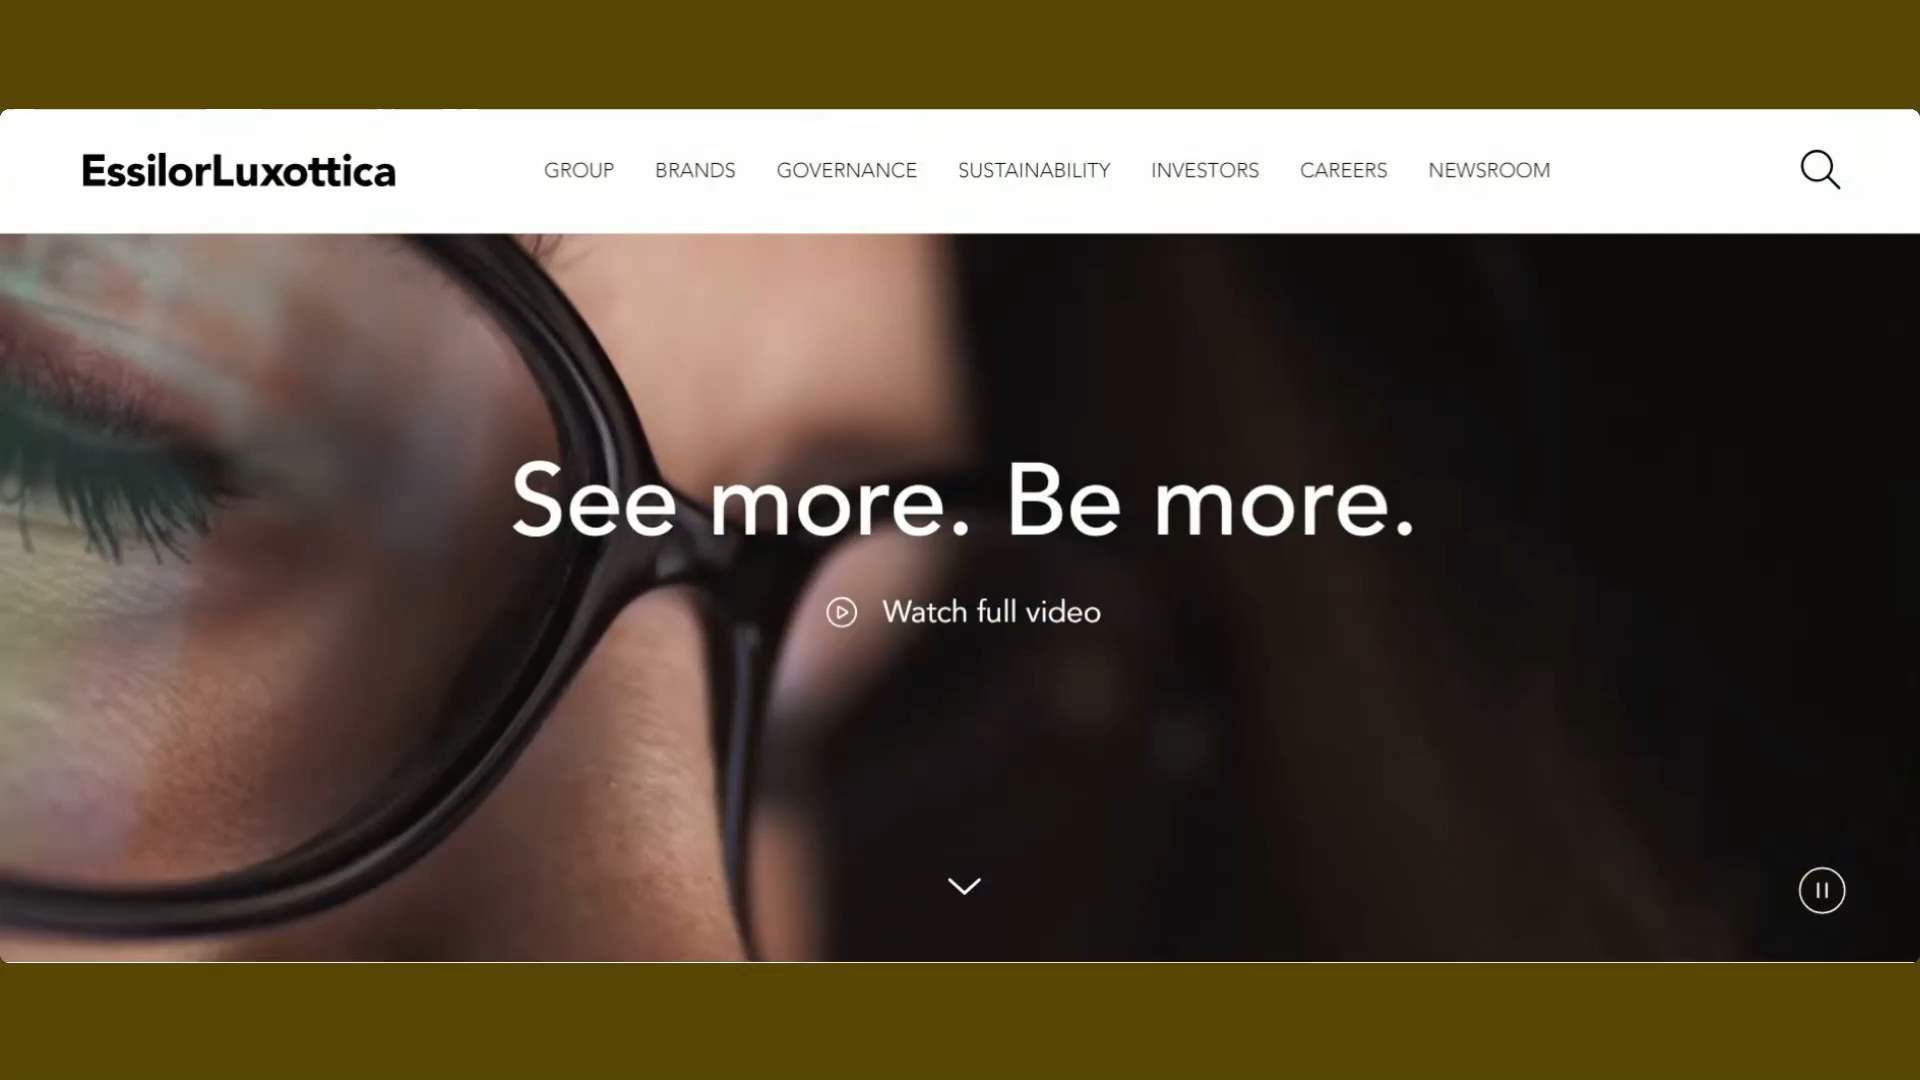 EssilorLuxottica
GROUP BRANDS GOVERNANCE SUSTAINABILITY INVESTORS CAREERS NEWSROOM
See more. Be more.
Watch full video